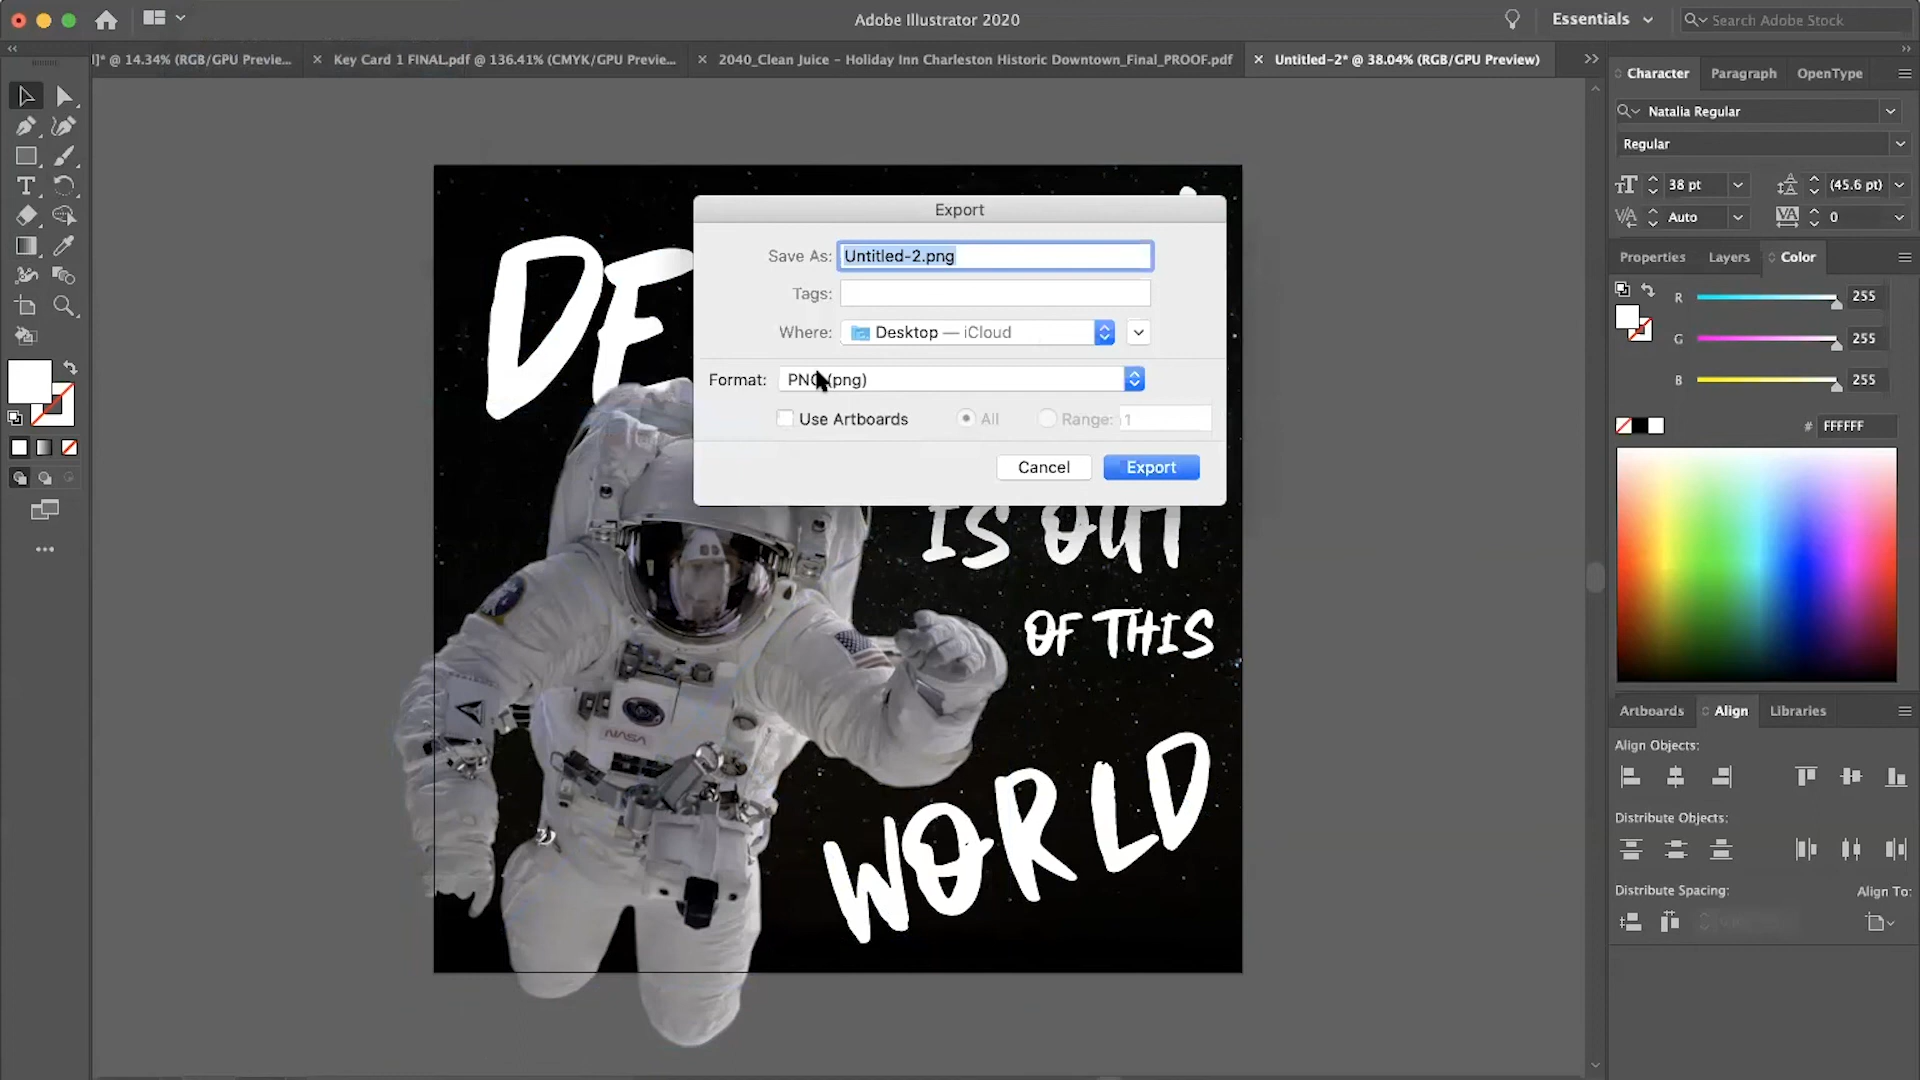 Adobe Illustrator 2020
Essentials
Search Adobe Stock
]* @ 14.34% (RGB/GPU Previe...
Key Card 1 FINAL.pdf @ 136.41% (CMYK/GPU Previe...
2040_Clean Juice - Holiday Inn Charleston Historic Downtown_Final_PROOF.pdf
Untitled-2* @ 38.04% (RGB/GPU Preview)
Character
Paragraph
OpenType
Natalia Regular
Regular
38 pt
(45.6 pt)
Auto
0
Properties
Layers
Color
R
255
G
255
B
255
# FFFFFF
Artboards
Align
Libraries
Align Objects:
Distribute Objects:
Distribute Spacing:
Align To:
Export
Save As:
Untitled-2.png
Tags:
Where:
Desktop — iCloud
Format:
PNG (png)
Use Artboards
All
Range:
1
Cancel
Export
IS OUT
OF THIS
WORLD
NASA